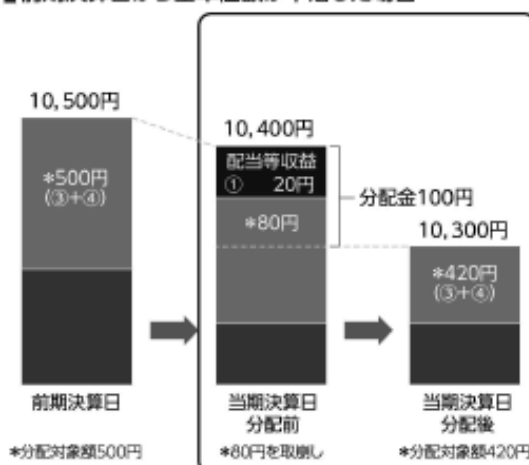 10,500円
10,400円
配当等収益
① 20円
*500円
(③+④)
*80円
分配金100円
10,300円
*420円
(③+④)
前期決算日
当期決算日
分配前
当期決算日
分配後
*分配対象額500円
*80円を取崩し
*分配対象額420円